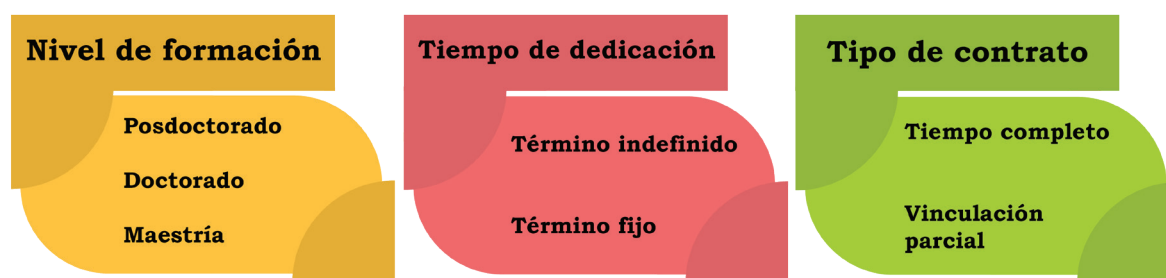 Nivel de formación
Posdoctorado
Doctorado
Maestría
Tiempo de dedicación
Término indefinido
Término fijo
Tipo de contrato
Tiempo completo
Vinculación
parcial